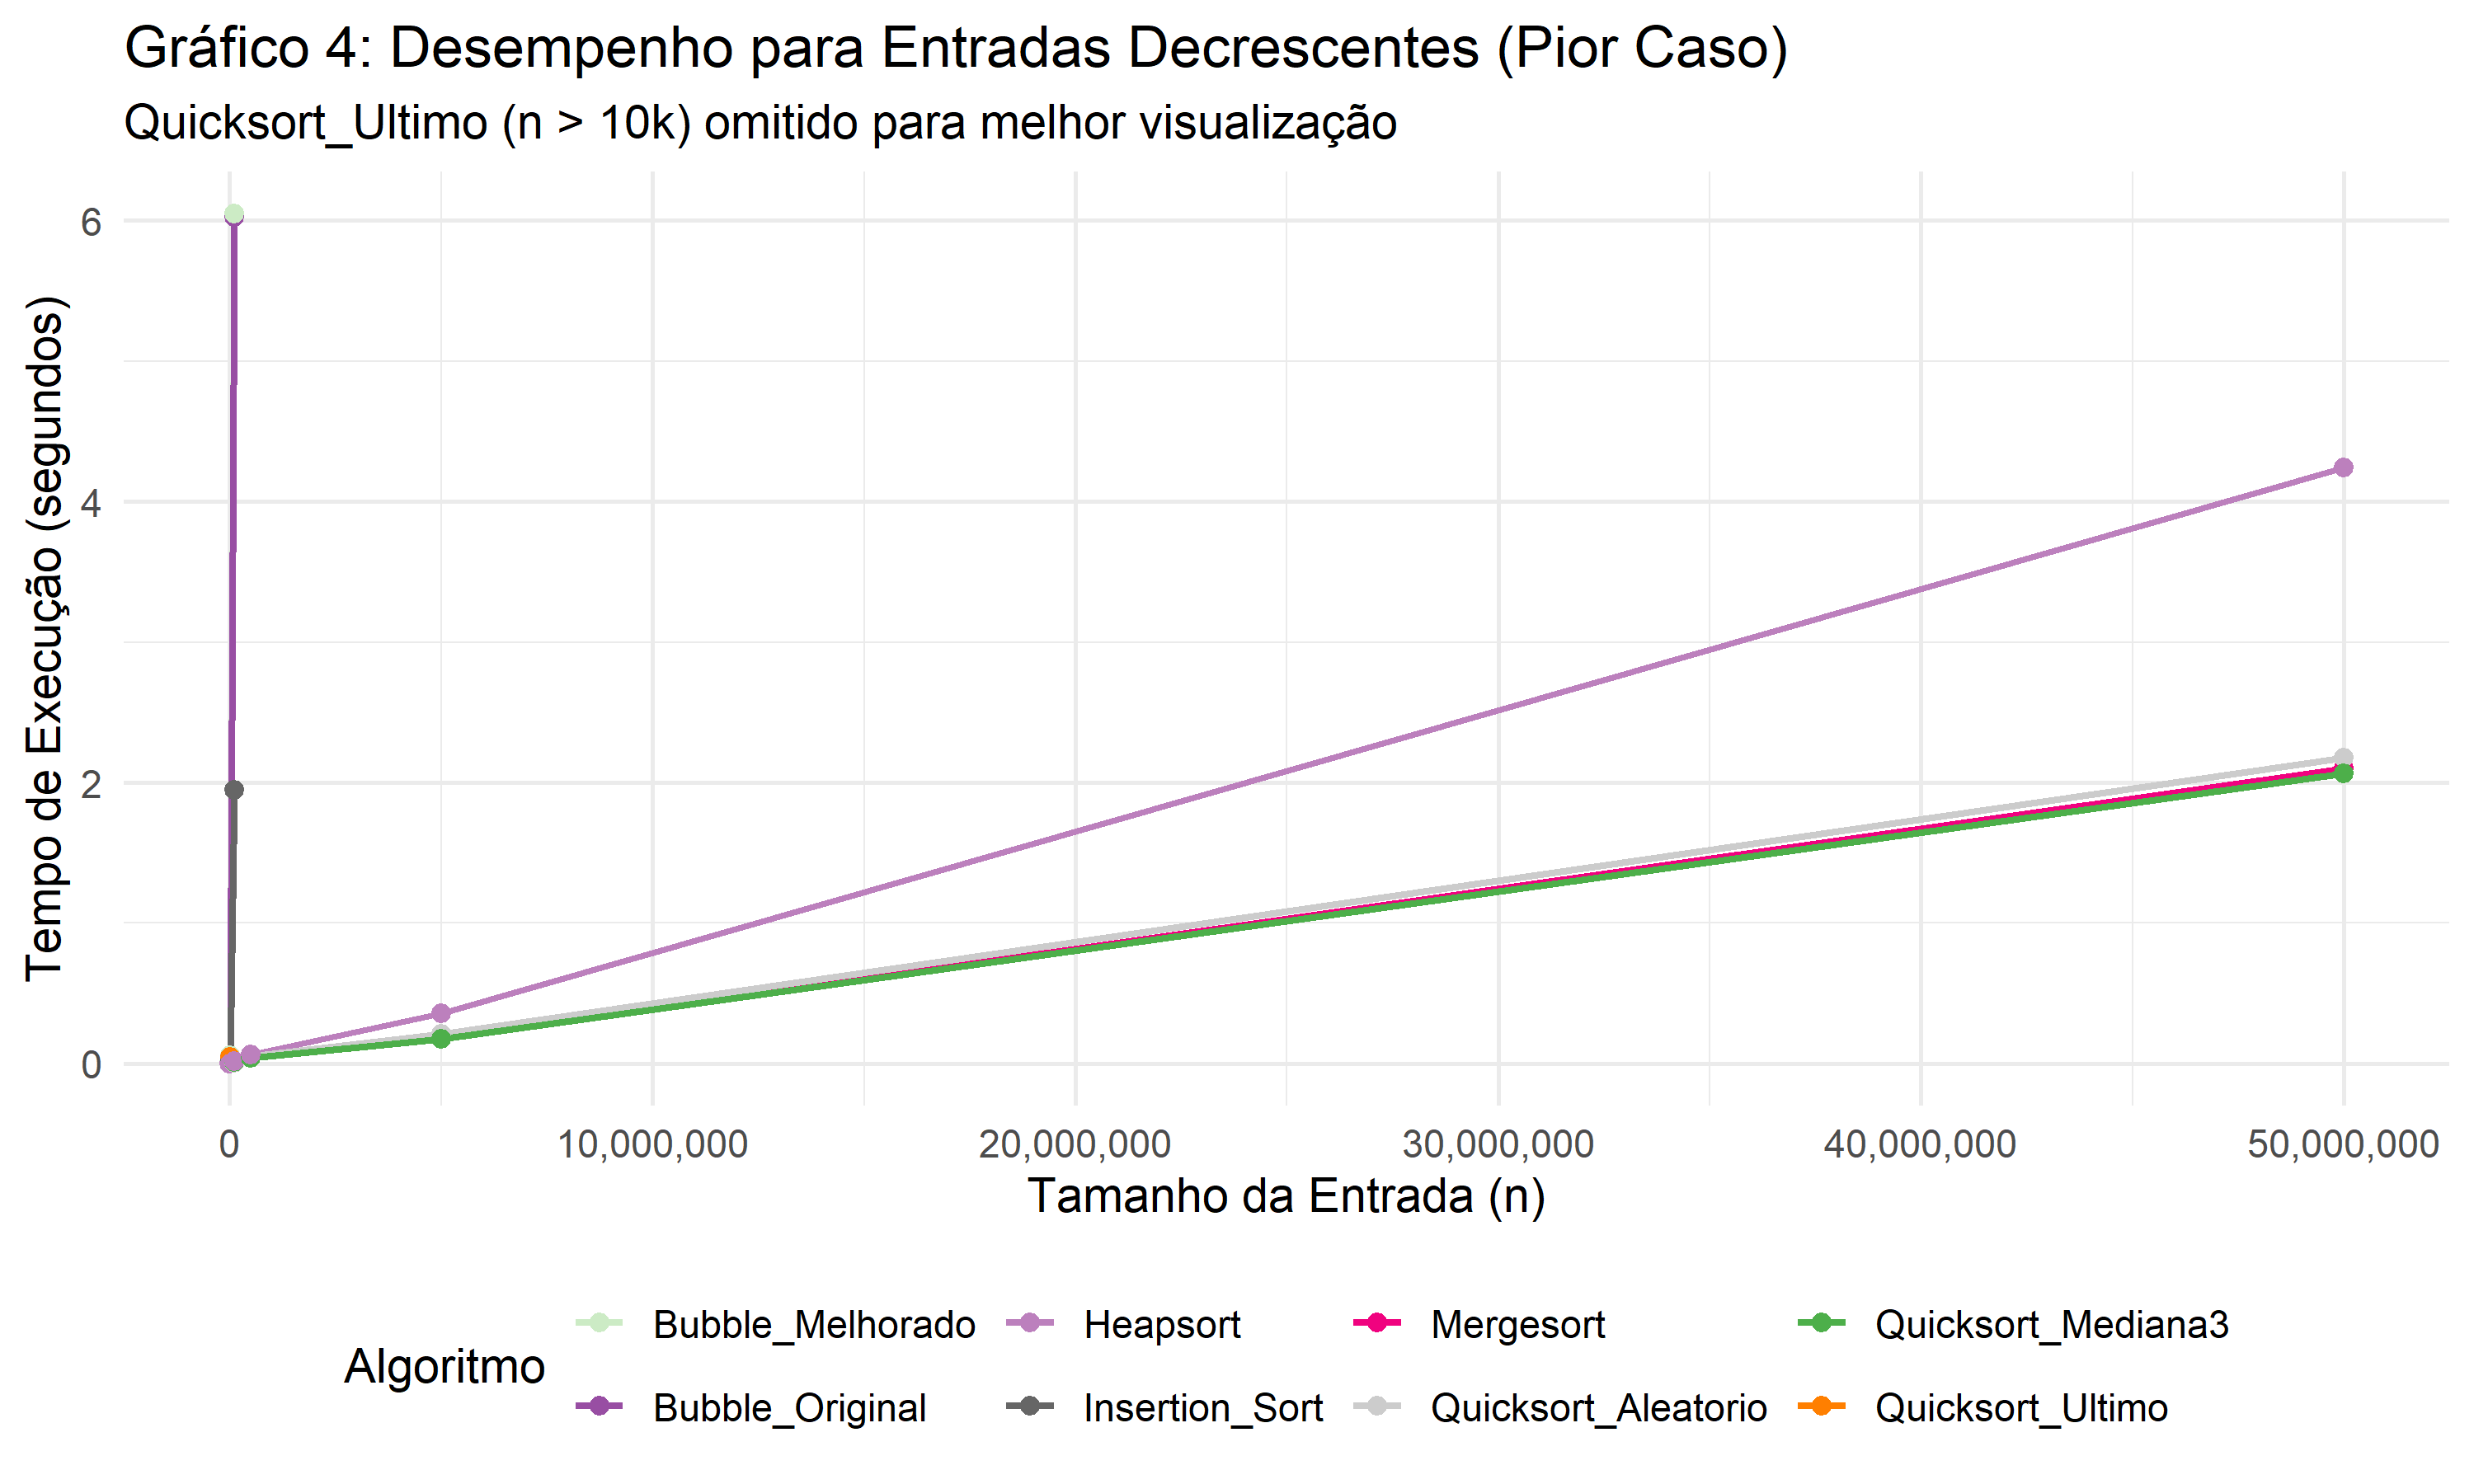 Gráfico 4: Desempenho para Entradas Decrescentes (Pior Caso)
Quicksort_Ultimo (n > 10k) omitido para melhor visualização
Tempo de Execução (segundos)
6
4
2
0
0 10,000,000 20,000,000 30,000,000 40,000,000 50,000,000
Tamanho da Entrada (n)
Algoritmo
Bubble_Melhorado Heapsort Mergesort Quicksort_Mediana3
Bubble_Original Insertion_Sort Quicksort_Aleatorio Quicksort_Ultimo